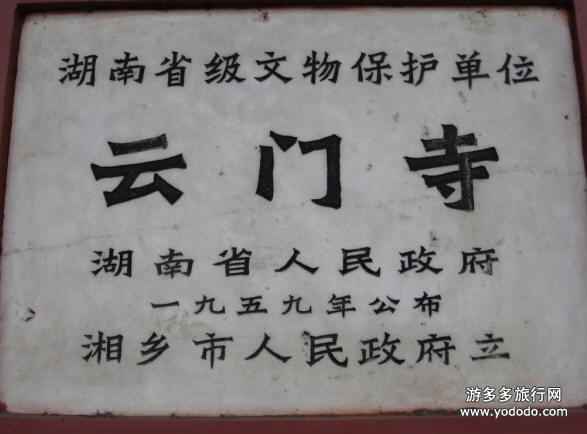 湖南省级文物保护单位
云门寺
湖南省人民政府
一九五九年公布
湘乡市人民政府立
游多多旅行网
www.yododo.com